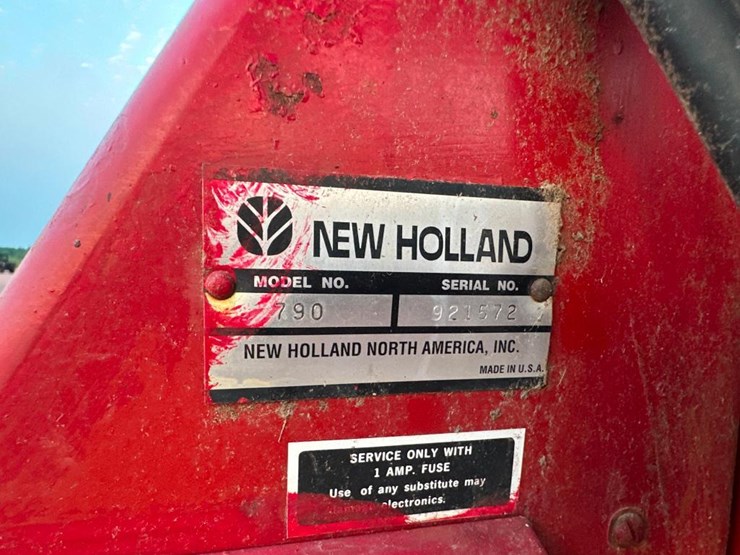 NEW HOLLAND
MODEL NO. SERIAL NO.
790 921572
NEW HOLLAND NORTH AMERICA, INC.
MADE IN U.S.A.
SERVICE ONLY WITH
1 AMP. FUSE
Use of any substitute may
damage electronics.